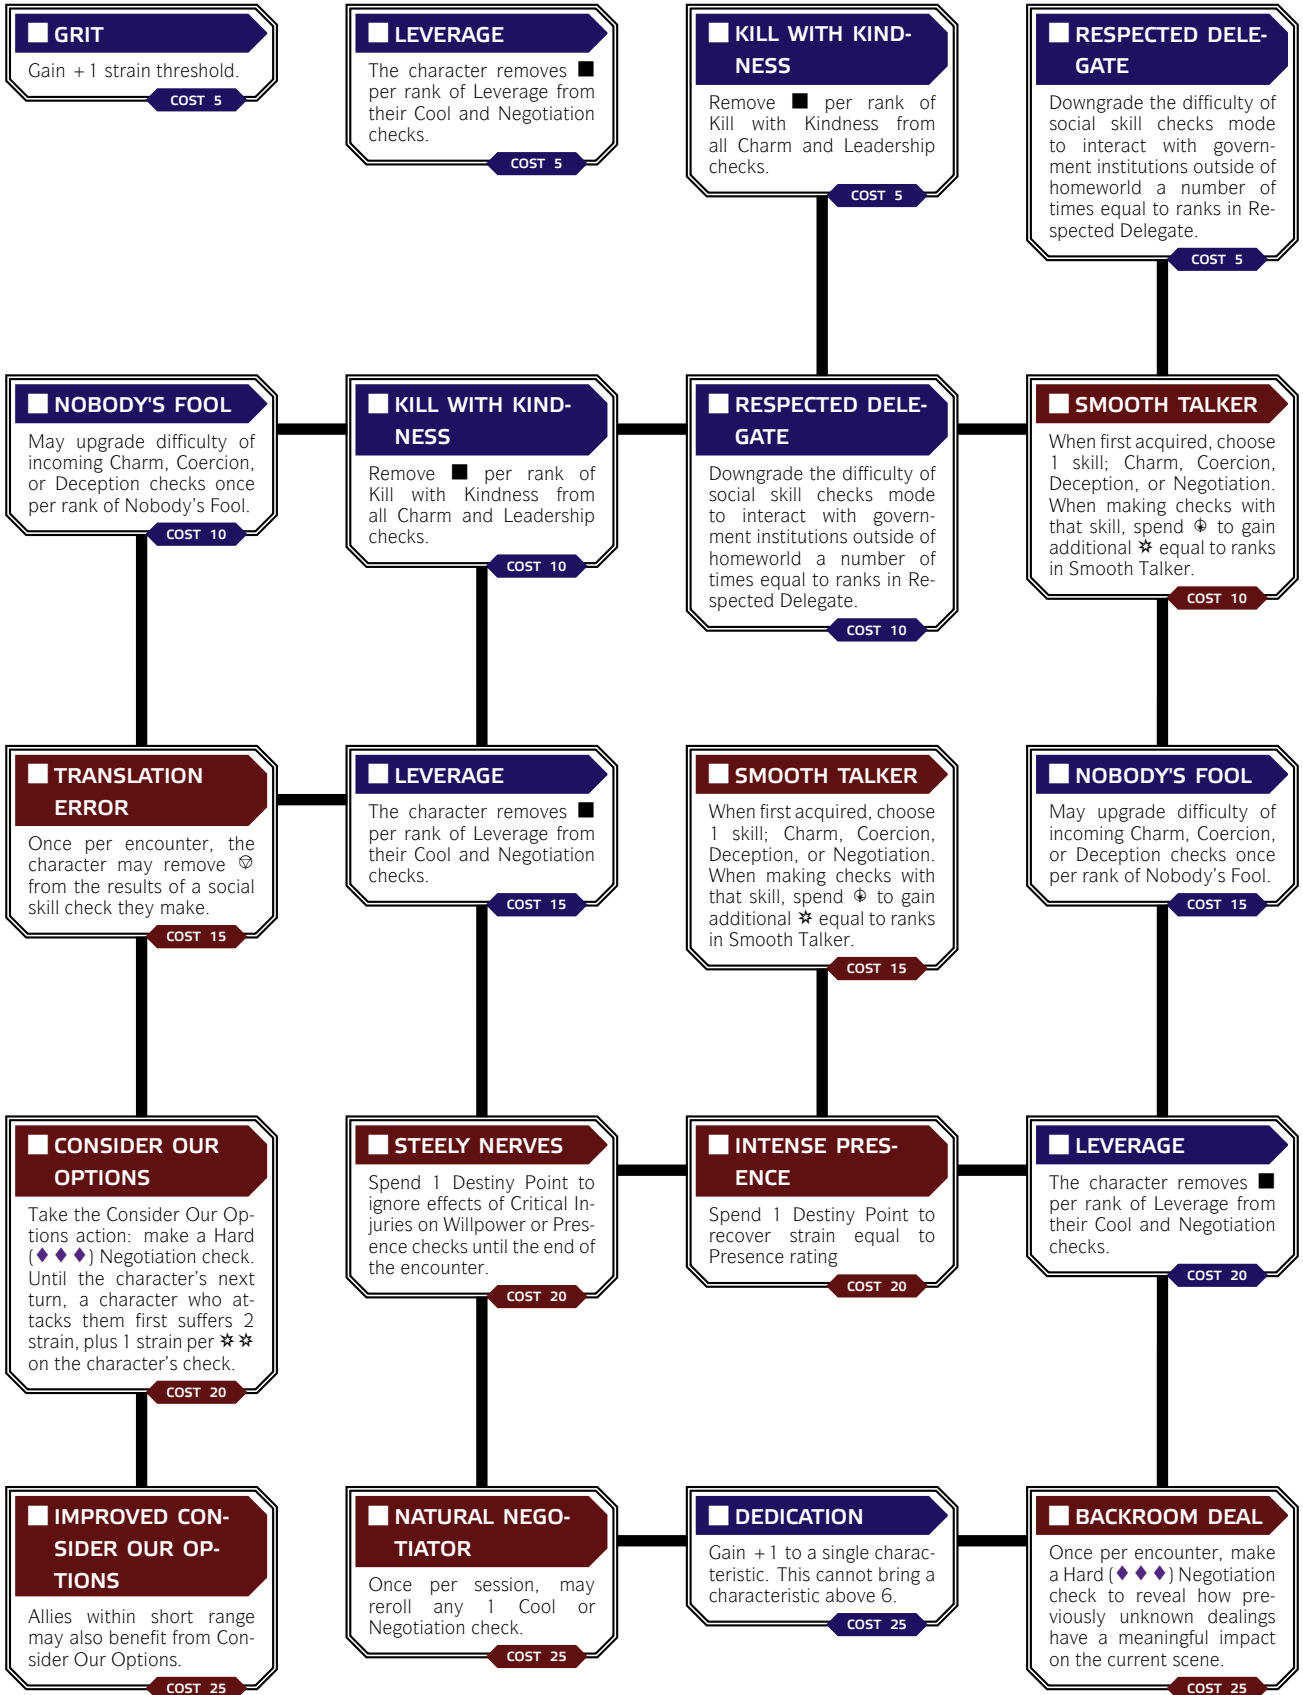 GRIT
Gain +1 strain threshold.
COST 5
LEVERAGE
The character removes ■
per rank of Leverage from
their Cool and Negotiation
checks.
COST 5
KILL WITH KIND-
NESS
Remove ■ per rank of
Kill with Kindness from
all Charm and Leadership
checks.
COST 5
RESPECTED DELE-
GATE
Downgrade the difficulty of
social skill checks mode
to interact with govern-
ment institutions outside of
homeworld a number of
times equal to ranks in Re-
spected Delegate.
COST 5
NOBODY'S FOOL
May upgrade difficulty of
incoming Charm, Coercion,
or Deception checks once
per rank of Nobody's Fool.
COST 10
KILL WITH KIND-
NESS
Remove ■ per rank of
Kill with Kindness from
all Charm and Leadership
checks.
COST 10
RESPECTED DELE-
GATE
Downgrade the difficulty of
social skill checks mode
to interact with govern-
ment institutions outside of
homeworld a number of
times equal to ranks in Re-
spected Delegate.
COST 10
SMOOTH TALKER
When first acquired, choose
1 skill; Charm, Coercion,
Deception, or Negotiation.
When making checks with
that skill, spend to gain
additional equal to ranks
in Smooth Talker.
COST 10
TRANSLATION
ERROR
Once per encounter, the
character may remove
from the results of a social
skill check they make.
COST 15
LEVERAGE
The character removes ■
per rank of Leverage from
their Cool and Negotiation
checks.
COST 15
SMOOTH TALKER
When first acquired, choose
1 skill; Charm, Coercion,
Deception, or Negotiation.
When making checks with
that skill, spend to gain
additional equal to ranks
in Smooth Talker.
COST 15
NOBODY'S FOOL
May upgrade difficulty of
incoming Charm, Coercion,
or Deception checks once
per rank of Nobody's Fool.
COST 15
CONSIDER OUR
OPTIONS
Take the Consider Our Op-
tions action: make a Hard
(♦♦♦) Negotiation check.
Until the character's next
turn, a character who at-
tacks them first suffers 2
strain, plus 1 strain per
on the character's check.
COST 20
STEELY NERVES
Spend 1 Destiny Point to
ignore effects of Critical In-
juries on Willpower or Pres-
ence checks until the end of
the encounter.
COST 20
INTENSE PRES-
ENCE
Spend 1 Destiny Point to
recover strain equal to
Presence rating
COST 20
LEVERAGE
The character removes ■
per rank of Leverage from
their Cool and Negotiation
checks.
COST 20
IMPROVED CON-
SIDER OUR OP-
TIONS
Allies within short range
may also benefit from Con-
sider Our Options.
COST 25
NATURAL NEGO-
TIATOR
Once per session, may
reroll any 1 Cool or
Negotiation check.
COST 25
DEDICATION
Gain +1 to a single charac-
teristic. This cannot bring a
characteristic above 6.
COST 25
BACKROOM DEAL
Once per encounter, make
a Hard (♦♦♦) Negotiation
check to reveal how pre-
viously unknown dealings
have a meaningful impact
on the current scene.
COST 25